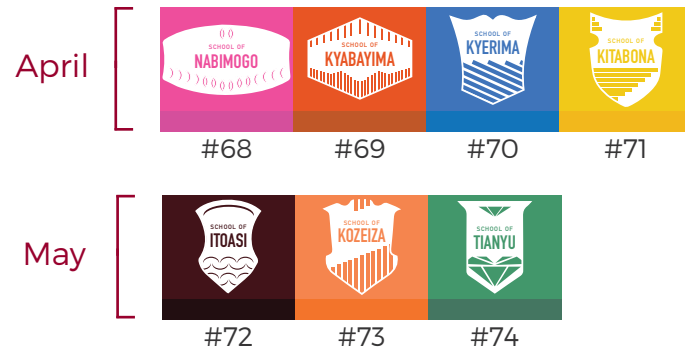 April
SCHOOL OF
NABIMOGO
SCHOOL OF
KYABAYIMA
SCHOOL OF
KYERIMA
SCHOOL OF
KITABONA
#68
#69
#70
#71
May
SCHOOL OF
ITOASI
SCHOOL OF
KOZEIZA
SCHOOL OF
TIANYU
#72
#73
#74